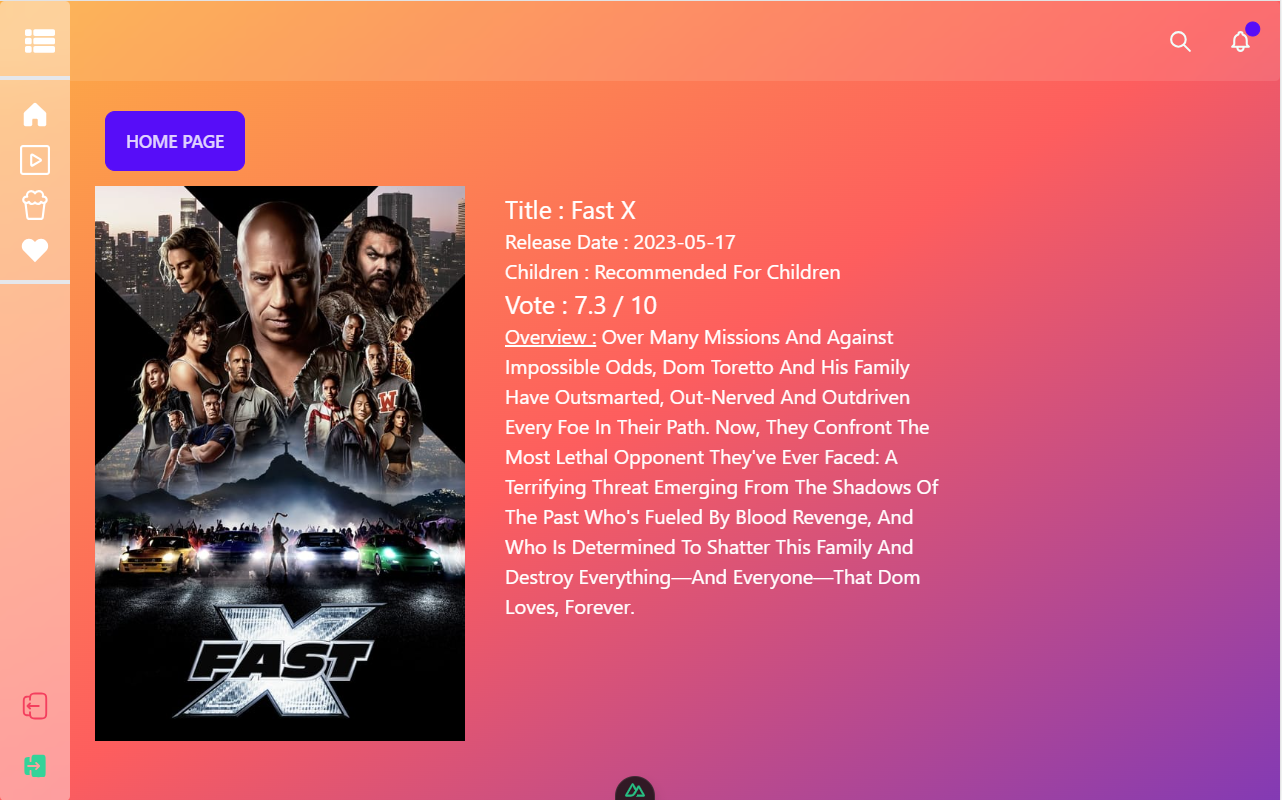 HOME PAGE
Title : Fast X
Release Date : 2023-05-17
Children : Recommended For Children
Vote : 7.3 / 10
Overview : Over Many Missions And Against
Impossible Odds, Dom Toretto And His Family
Have Outsmarted, Out-Nerved And Outdriven
Every Foe In Their Path. Now, They Confront The
Most Lethal Opponent They've Ever Faced: A
Terrifying Threat Emerging From The Shadows Of
The Past Who's Fueled By Blood Revenge, And
Who Is Determined To Shatter This Family And
Destroy Everything—And Everyone—That Dom
Loves, Forever.
W
FAST
X